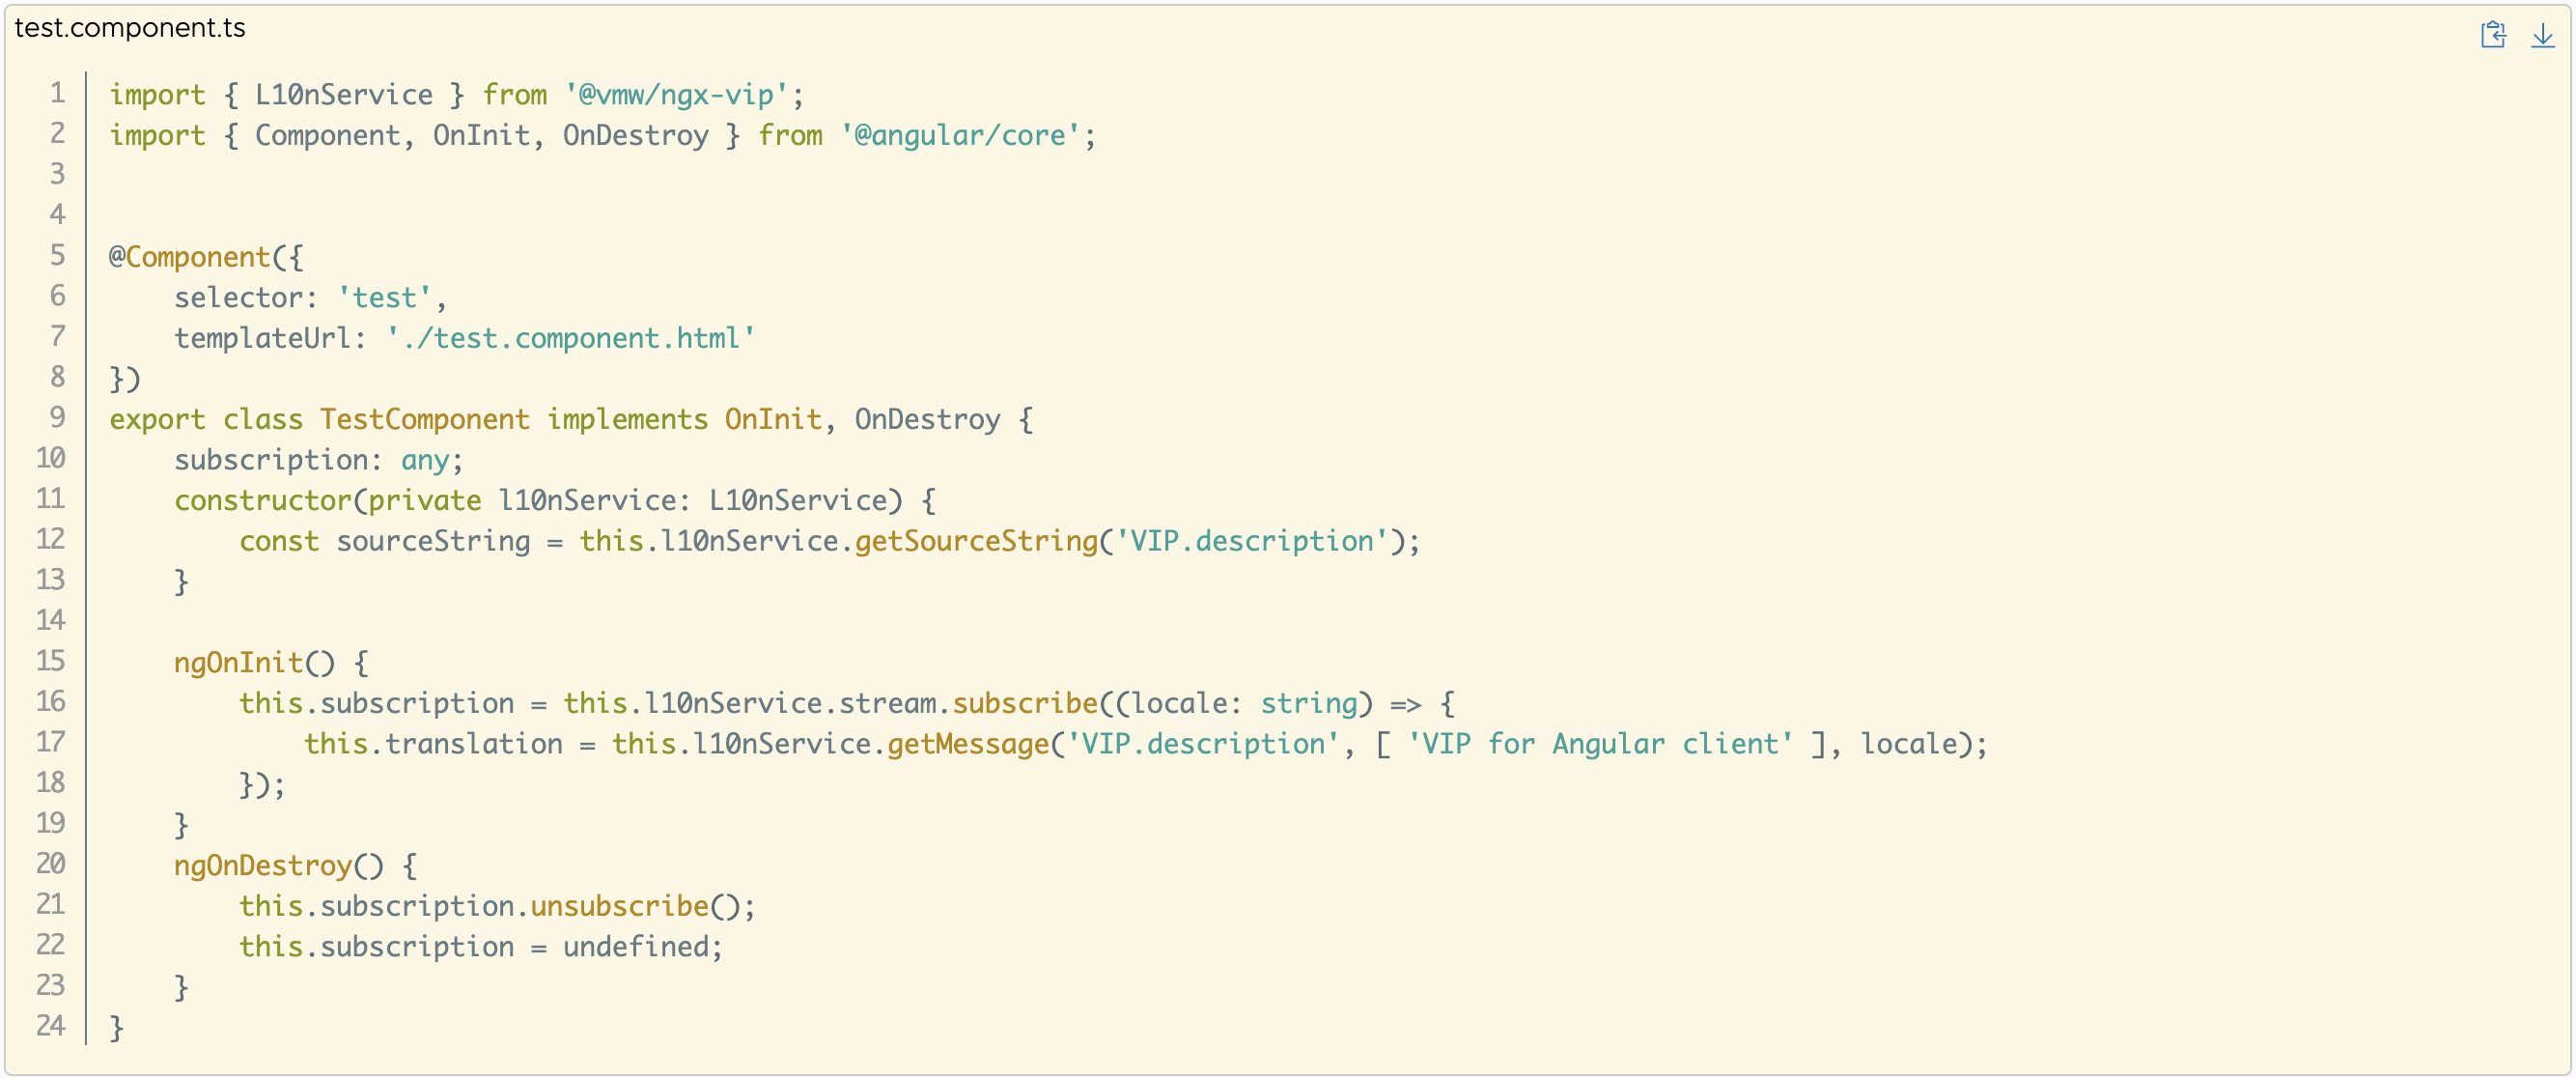 test.component.ts
1 import { L10nService } from '@vmw/ngx-vip';
2 import { Component, OnInit, OnDestroy } from '@angular/core';
3
4
5 @Component({
6     selector: 'test',
7     templateUrl: './test.component.html'
8 })
9 export class TestComponent implements OnInit, OnDestroy {
10     subscription: any;
11     constructor(private l10nService: L10nService) {
12         const sourceString = this.l10nService.getSourceString('VIP.description');
13     }
14
15     ngOnInit() {
16         this.subscription = this.l10nService.stream.subscribe((locale: string) => {
17             this.translation = this.l10nService.getMessage('VIP.description', [ 'VIP for Angular client' ], locale);
18         });
19     }
20     ngOnDestroy() {
21         this.subscription.unsubscribe();
22         this.subscription = undefined;
23     }
24 }